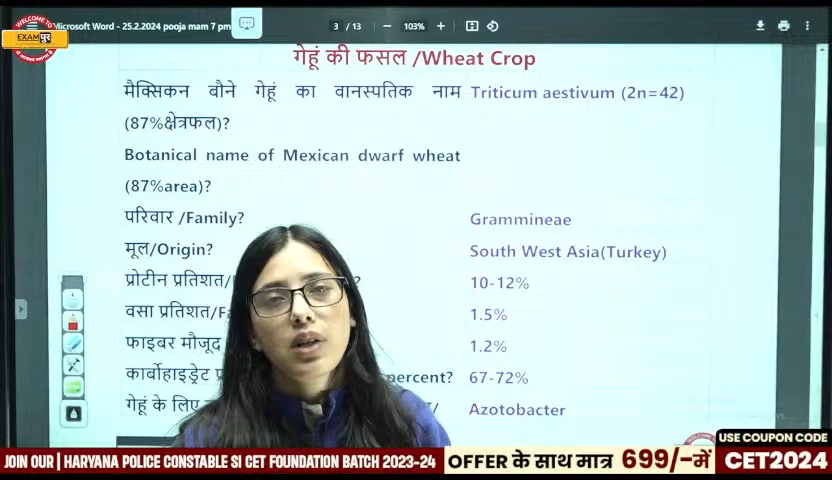 WELCOME TO
EXAMपुर
Microsoft Word - 25.2.2024 pooja mam 7 pm
3 / 13
103%
गेहूं की फसल /Wheat Crop
मैक्सिकन बौने गेहूं का वानस्पतिक नाम Triticum aestivum (2n=42)
(87%क्षेत्रफल)?
Botanical name of Mexican dwarf wheat
(87%area)?
परिवार /Family? Grammineae
मूल/Origin? South West Asia(Turkey)
प्रोटीन प्रतिशत/ ? 10-12%
वसा प्रतिशत/ 1.5%
फाइबर मौजूद 1.2%
कार्बोहाइड्रेट percent? 67-72%
गेहूं के लिए Azotobacter
USE COUPON CODE
JOIN OUR | HARYANA POLICE CONSTABLE SI CET FOUNDATION BATCH 2023-24 OFFER के साथ मात्र 699/-में CET2024